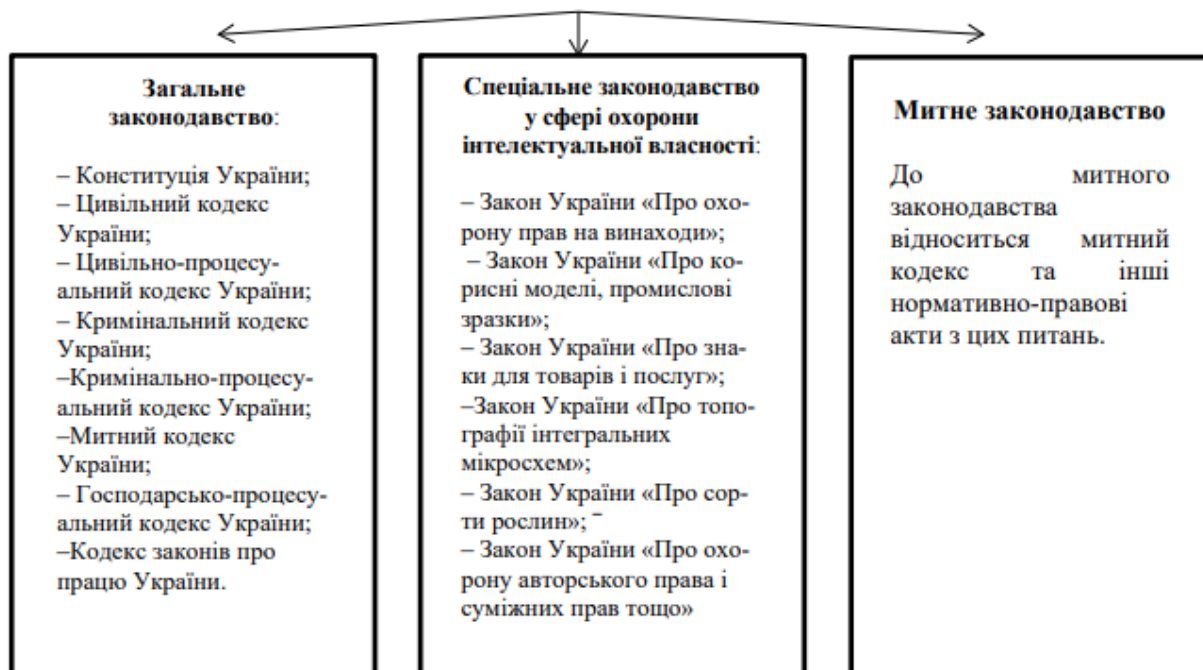 Загальне
законодавство:
– Конституція України;
– Цивільний кодекс
України;
– Цивільно-процесу-
альний кодекс України;
– Кримінальний кодекс
України;
–Кримінально-процесу-
альний кодекс України;
–Митний кодекс
України;
– Господарсько-процесу-
альний кодекс України;
–Кодекс законів про
працю України.
Спеціальне законодавство
у сфері охорони
інтелектуальної власності:
– Закон України «Про охо-
рону прав на винаходи»;
– Закон України «Про ко-
рисні моделі, промислові
зразки»;
– Закон України «Про зна-
ки для товарів і послуг»;
–Закон України «Про топо-
графії інтегральних
мікросхем»;
– Закон України «Про сор-
ти рослин»; –
– Закон України «Про охо-
рону авторського права і
суміжних прав тощо»
Митне законодавство
До митного
законодавства
відноситься митний
кодекс та інші
нормативно-правові
акти з цих питань.